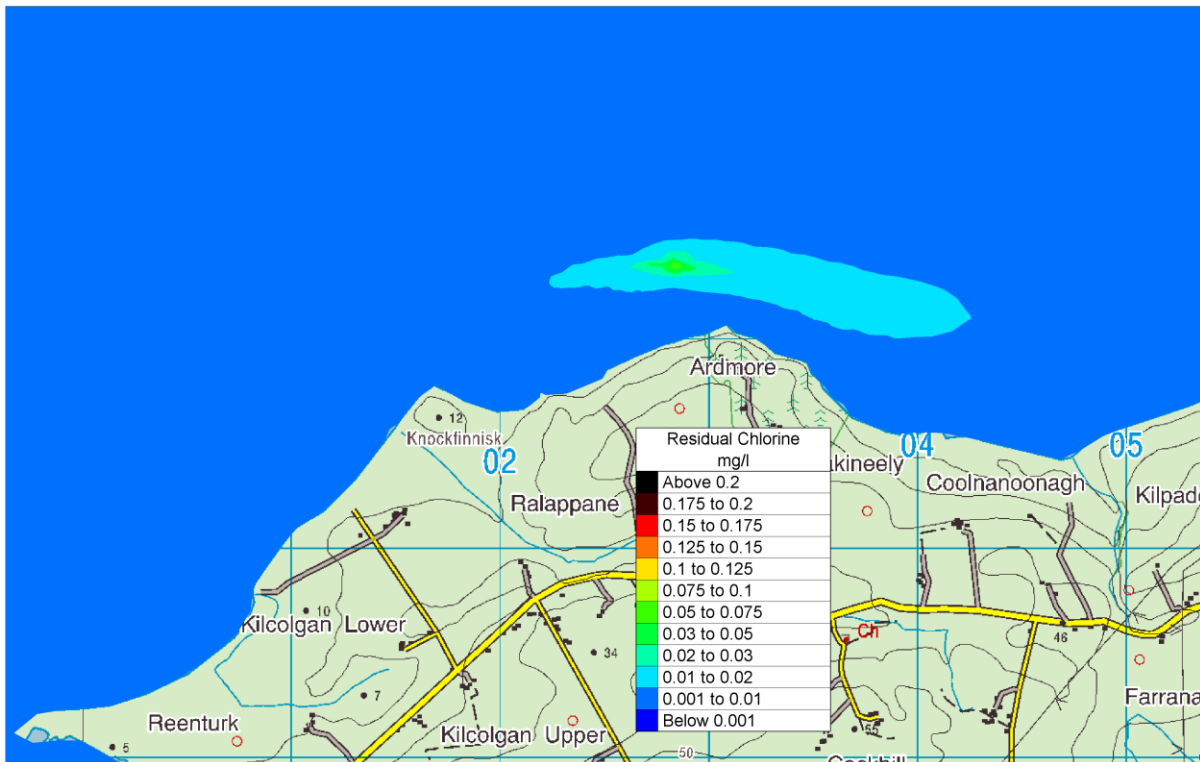 Ardmore
12
Knockfinnisk
02
04
05
Residual Chlorine
mg/l
Above 0.2
0.175 to 0.2
0.15 to 0.175
0.125 to 0.15
0.1 to 0.125
0.075 to 0.1
0.05 to 0.075
0.03 to 0.05
0.02 to 0.03
0.01 to 0.02
0.001 to 0.01
Below 0.001
akineely
Coolnanoonagh
Kilpado
Ralappane
10
Kilcolgan Lower
Ch
46
34
7
Farrana
Reenturk
Kilcolgan Upper
55
5
50